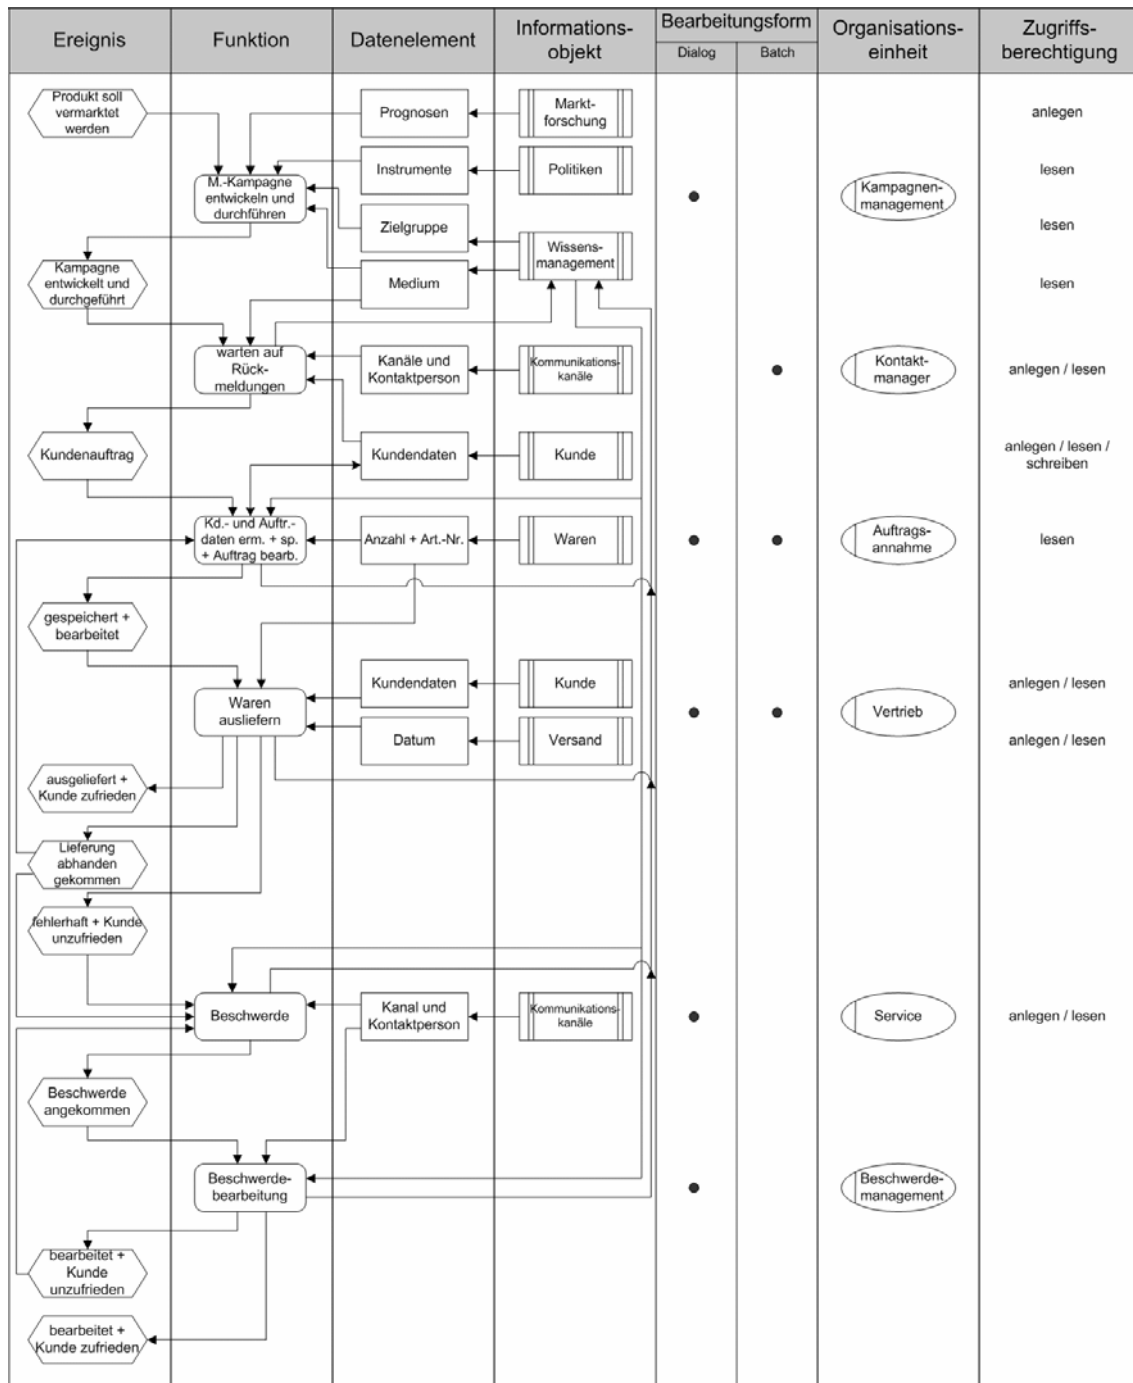 Ereignis
Funktion
Datenelement
Informations-
objekt
Bearbeitungsform
Dialog
Batch
Organisations-
einheit
Zugriffs-
berechtigung
Produkt soll
vermarktet
werden
Prognosen
Markt-
forschung
anlegen
M.-Kampagne
entwickeln und
durchführen
Instrumente
Politiken
lesen
Kampagnen-
management
Zielgruppe
lesen
Wissens-
management
Kampagne
entwickelt und
durchgeführt
Medium
lesen
warten auf
Rück-
meldungen
Kanäle und
Kontaktperson
Kommunikations-
kanäle
Kontakt-
manager
anlegen / lesen
Kundenauftrag
Kundendaten
Kunde
anlegen / lesen /
schreiben
Kd.- und Auftr.-
daten erm. + sp.
+ Auftrag bearb.
Anzahl + Art.-Nr.
Waren
Auftrags-
annahme
lesen
gespeichert +
bearbeitet
Waren
ausliefern
Kundendaten
Kunde
anlegen / lesen
Vertrieb
Datum
Versand
anlegen / lesen
ausgeliefert +
Kunde zufrieden
Lieferung
abhanden
gekommen
fehlerhaft + Kunde
unzufrieden
Beschwerde
Kanal und
Kontaktperson
Kommunikations-
kanäle
Service
anlegen / lesen
Beschwerde
angekommen
Beschwerde-
bearbeitung
Beschwerde-
management
bearbeitet +
Kunde
unzufrieden
bearbeitet +
Kunde zufrieden